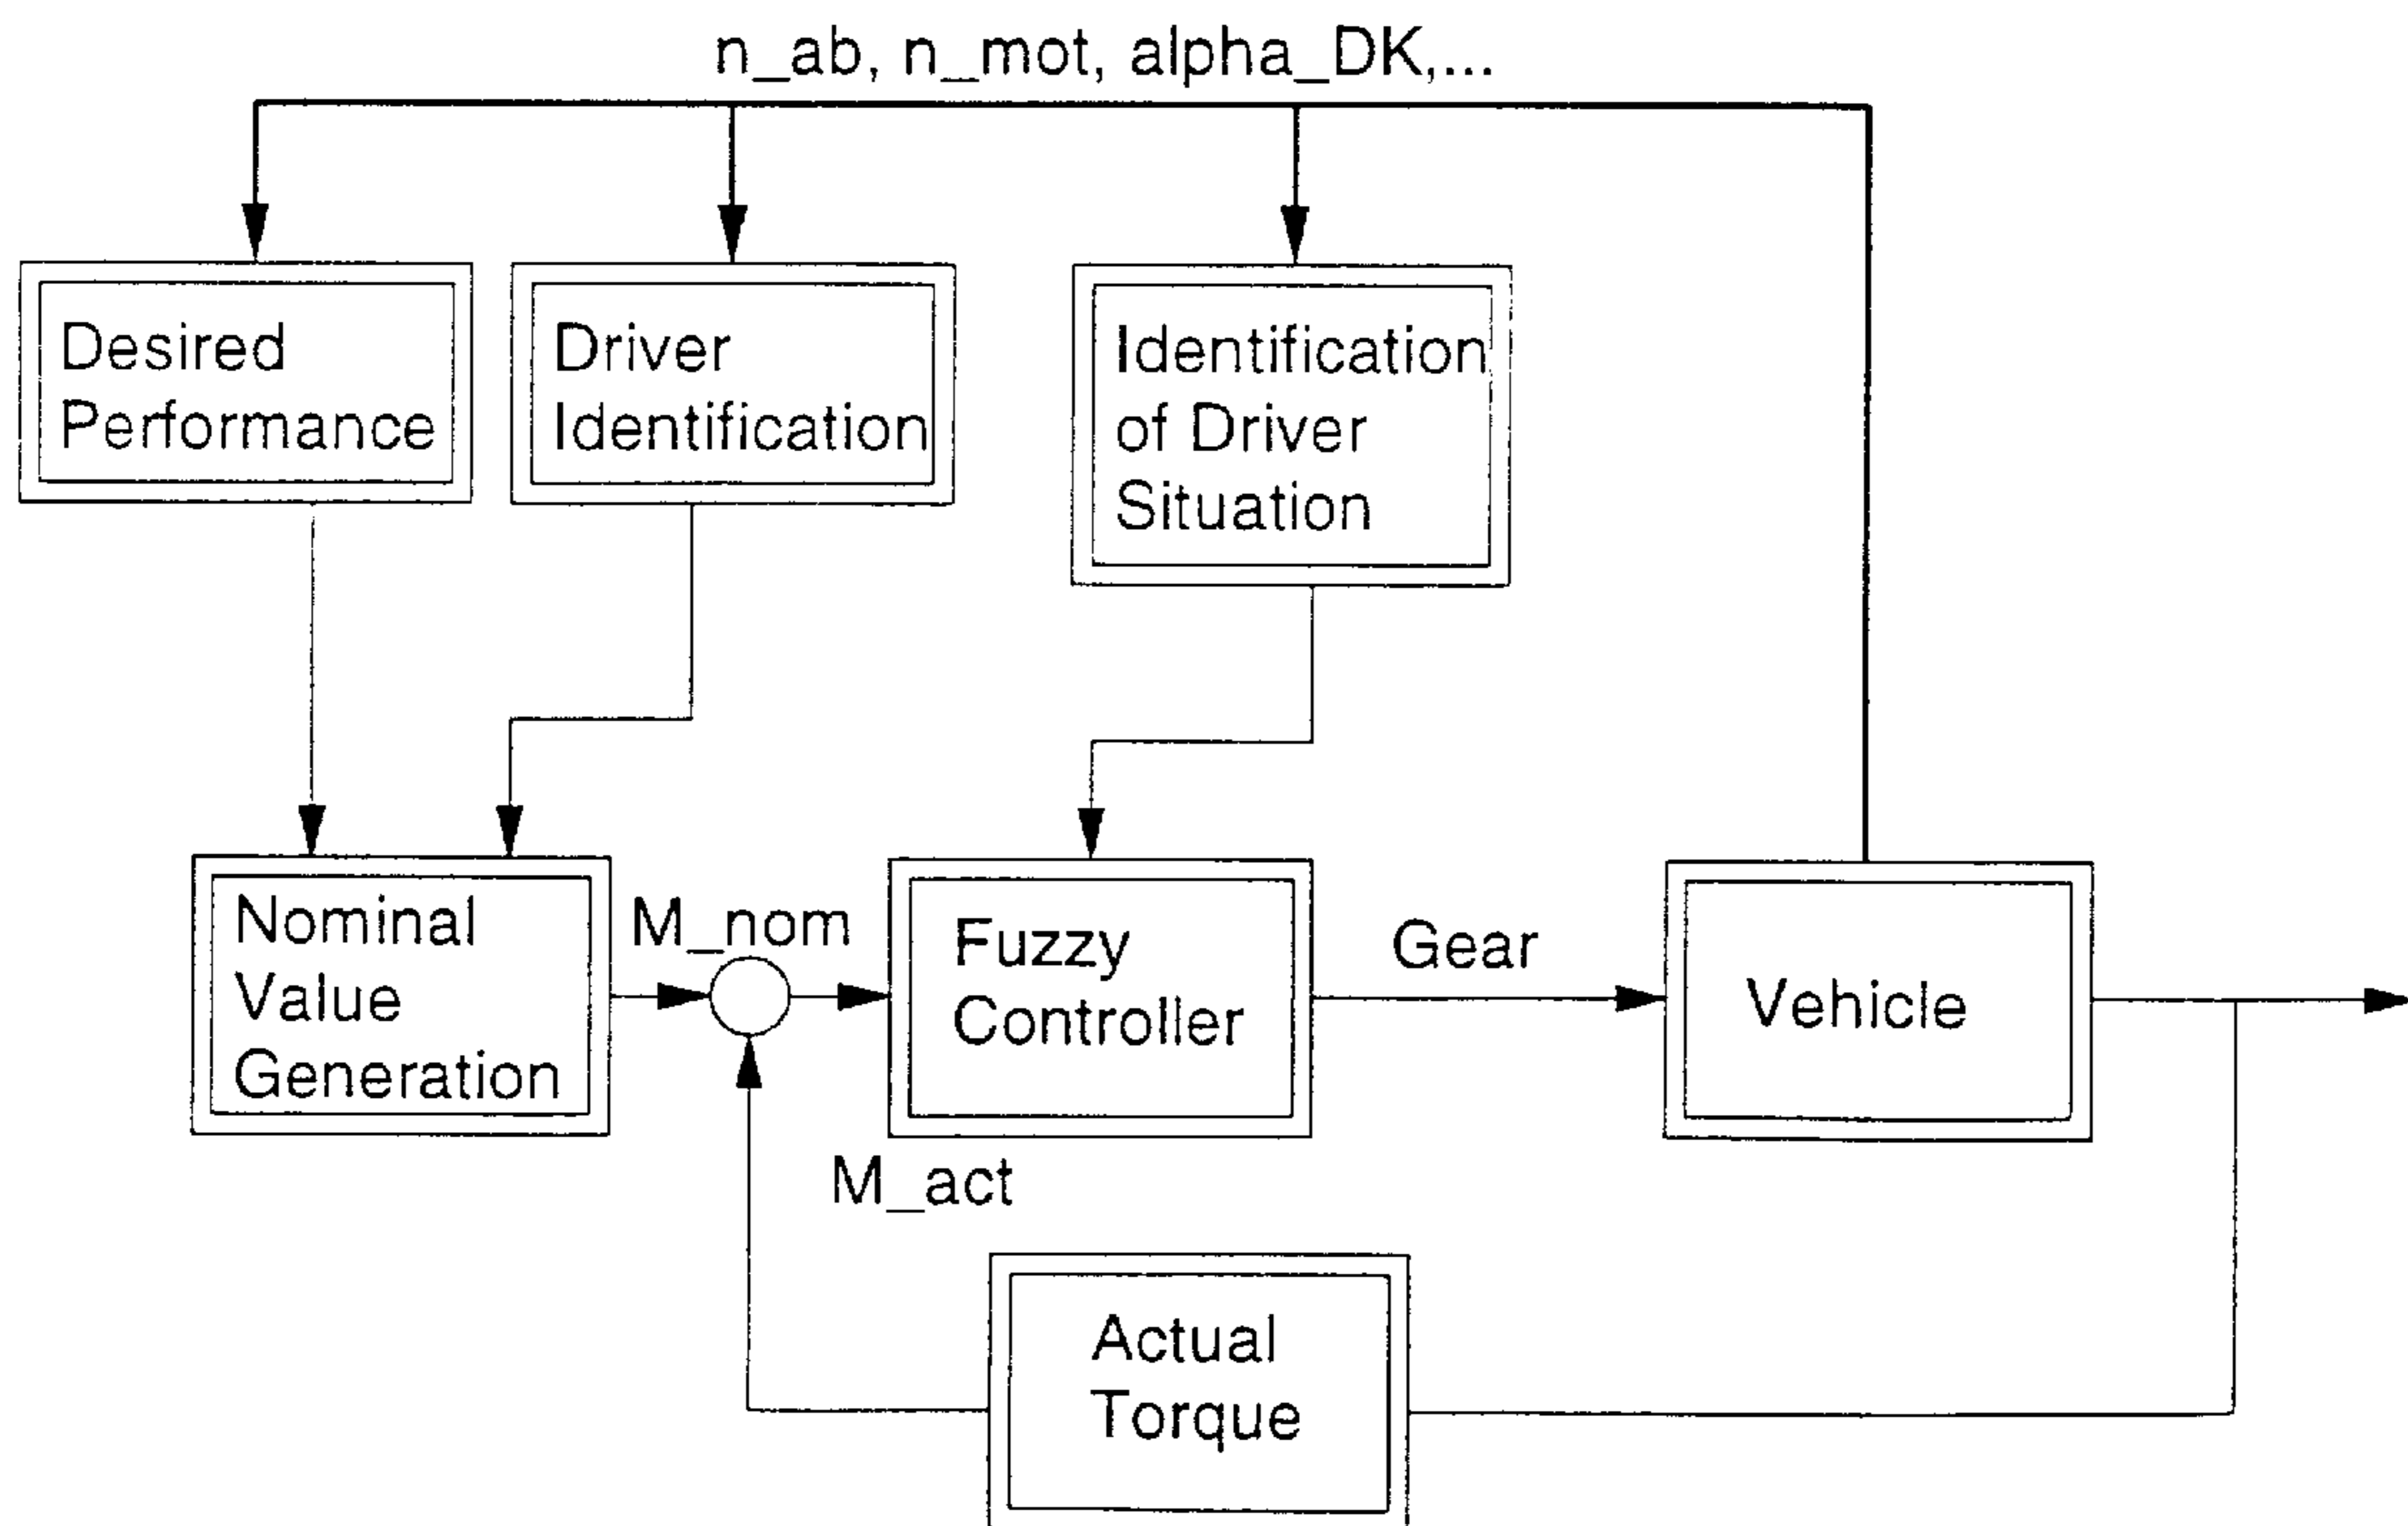 n_ab, n_mot, alpha_DK,...
Desired
Performance
Driver
Identification
Identification
of Driver
Situation
Nominal
Value
Generation
M_nom
Fuzzy
Controller
Gear
Vehicle
M_act
Actual
Torque